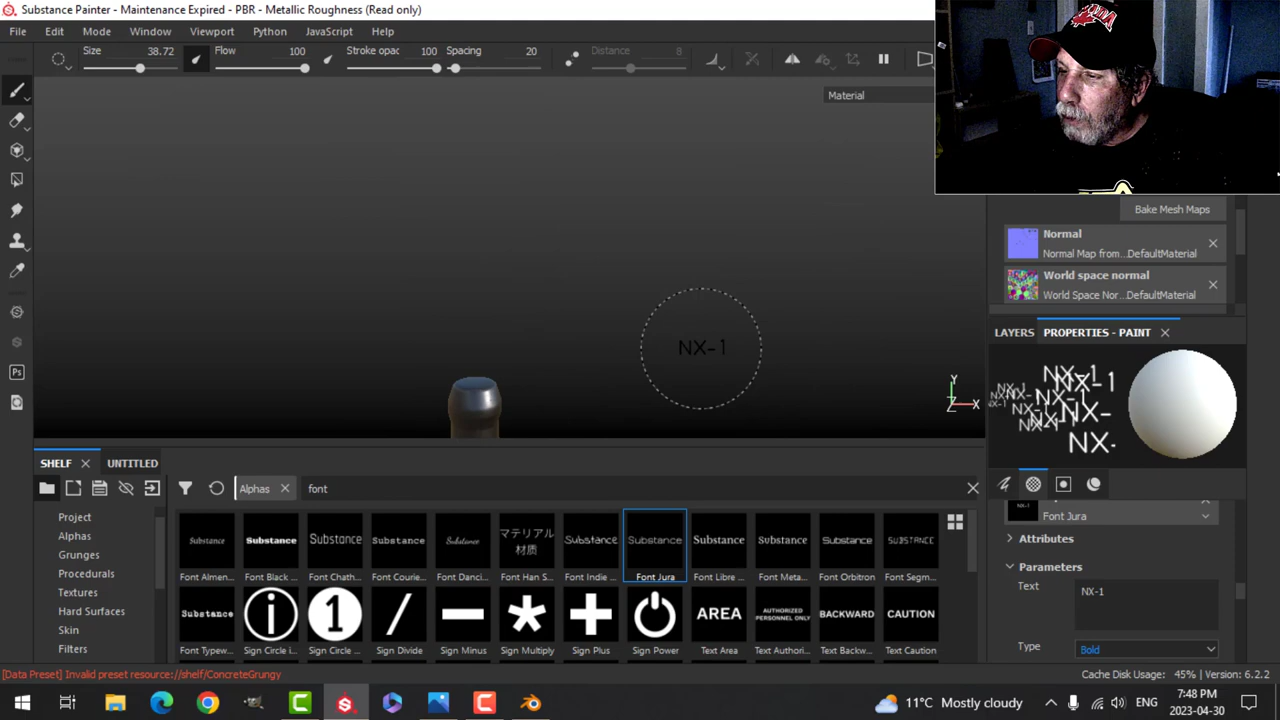 Substance Painter - Maintenance Expired - PBR - Metallic Roughness (Read only)
File Edit Mode Window Viewport Python JavaScript Help
Size 38.72 Flow 100 Stroke opac 100 Spacing 20 Distance 8
Material
Bake Mesh Maps
Normal
Normal Map from...DefaultMaterial
World space normal
World Space Nor...DefaultMaterial
NX-1
LAYERS PROPERTIES - PAINT
NX-1
Y
Z X
Ps
SHELF UNTITLED
Alphas font
Font Jura
Attributes
Parameters
Text NX-1
Type Bold
Project
Alphas
Grunges
Procedurals
Textures
Hard Surfaces
Skin
Filters
Substance Substance Substance Substance Substance マテリアル 材质 Substance Substance Substance Substance Substance SUBSTANCE
Font Almen... Font Black ... Font Chath... Font Courie... Font Danci... Font Han S... Font Indie ... Font Jura Font Libre ... Font Meta... Font Orbitron Font Segm...
Substance AREA AUTHORIZED PERSONNEL ONLY BACKWARD CAUTION
Font Typew... Sign Circle i... Sign Circle ... Sign Divide Sign Minus Sign Multiply Sign Plus Sign Power Text Area Text Authori... Text Backw... Text Caution
[Data Preset] Invalid preset resource://shelf/ConcreteGrungy
Cache Disk Usage: 45% | Version: 6.2.2
11°C Mostly cloudy
ENG
7:48 PM
2023-04-30